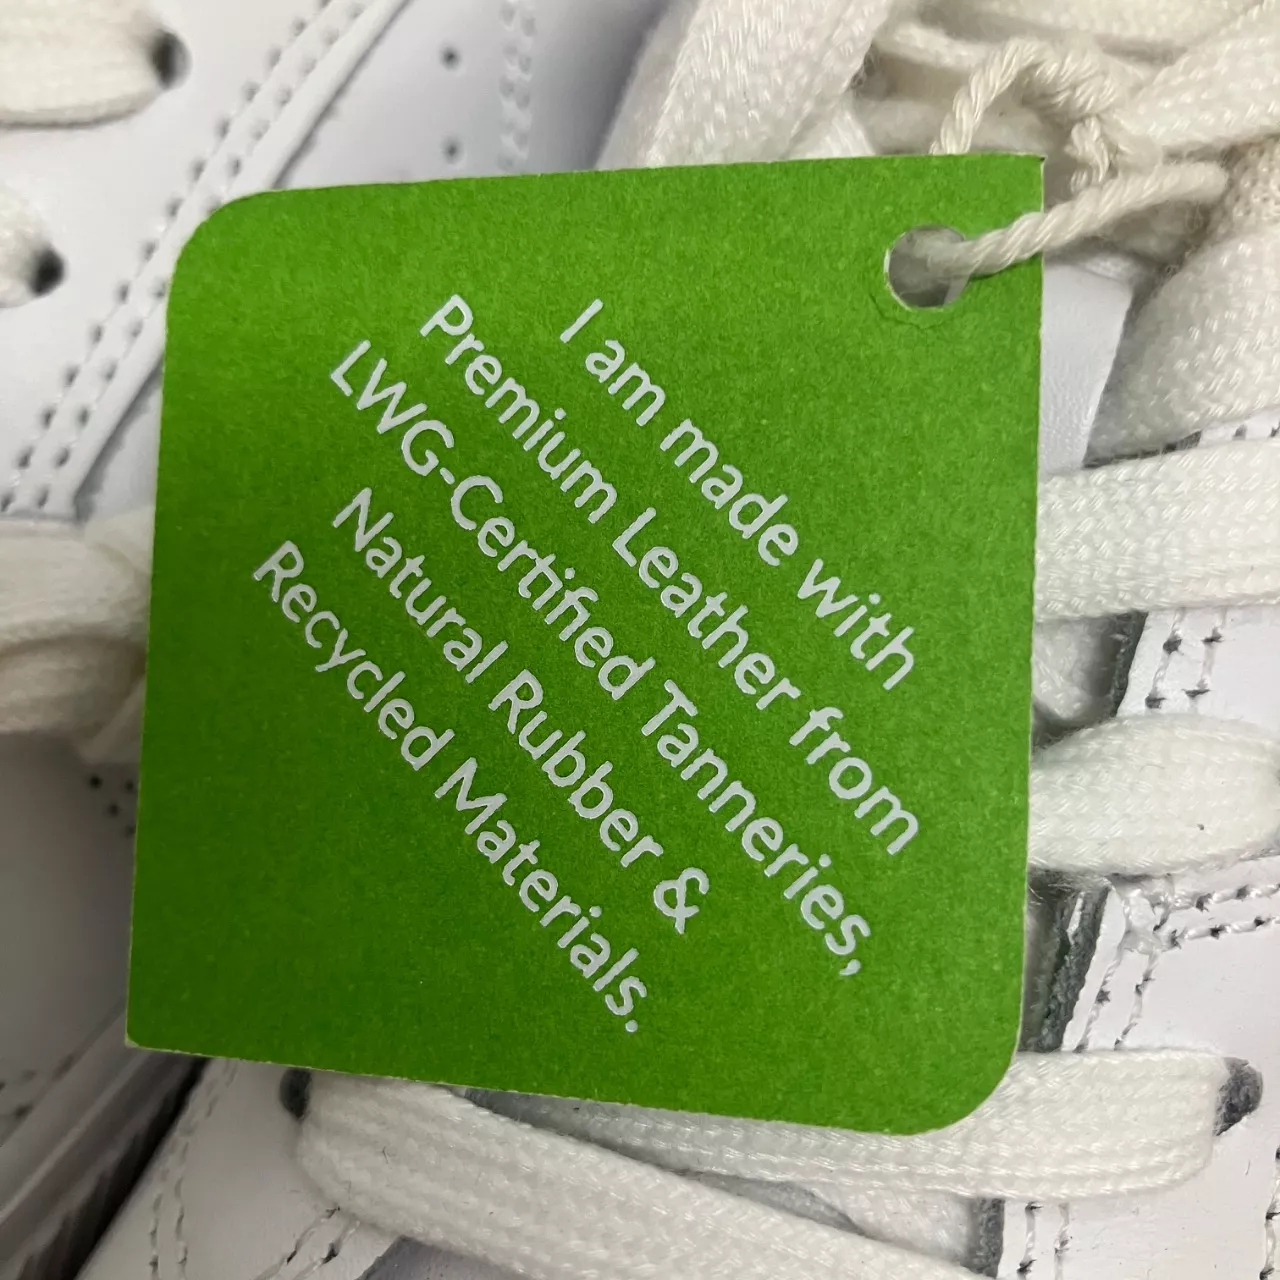 I am made with
Premium Leather from
LWG-Certified Tanneries,
Natural Rubber &
Recycled Materials.